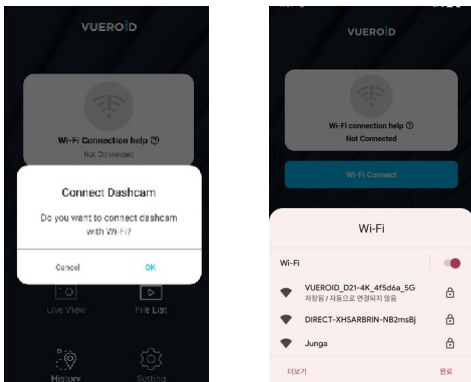 VUEROID
Wi-Fi Connection help ?
Not Connected
Connect Dashcam
Do you want to connect dashcam
with Wi-Fi?
Cancel
OK
Live View
File List
History
Setting
VUEROID
Wi-Fi connection help ?
Not Connected
Wi-Fi Connect
Wi-Fi
Wi-Fi
VUEROID_D21-4K_4f5d6a_5G
저장됨 / 자동으로 연결되지 않음
DIRECT-XHSARBRIN-NB2msBj
Junga
더보기
완료